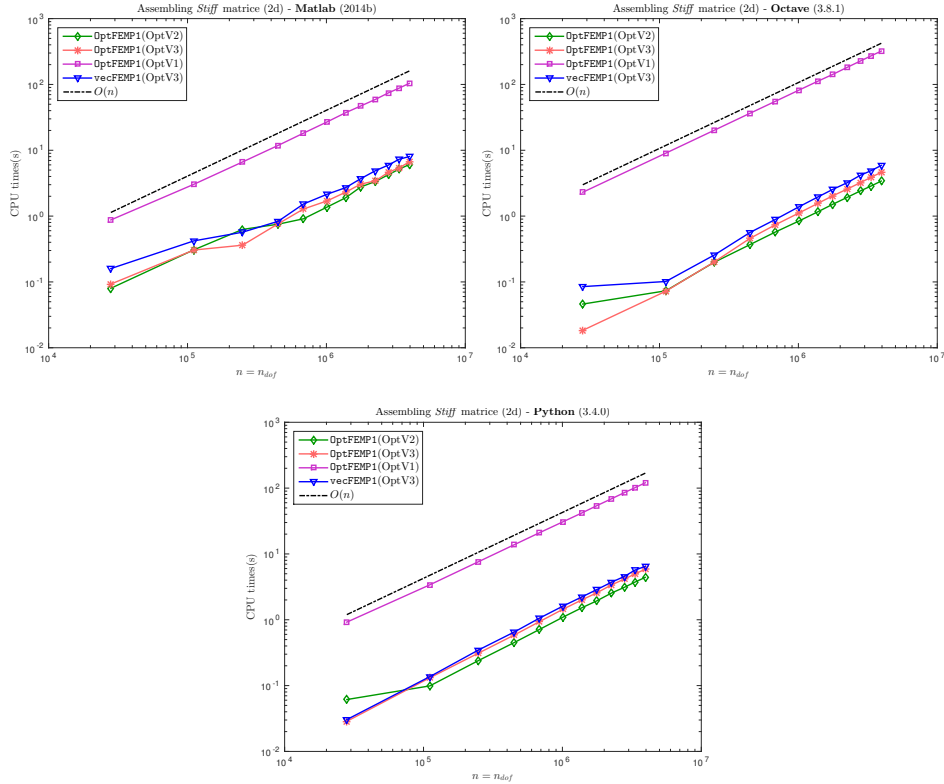 Assembling Stiff matrice (2d) - Matlab (2014b)
10^3
10^2
10^1
10^0
10^-1
10^-2
CPU times(s)
OptFEMP1(OptV2)
OptFEMP1(OptV3)
OptFEMP1(OptV1)
vecFEMP1(OptV3)
O(n)
10^4
10^5
10^6
10^7
n = n_dof
Assembling Stiff matrice (2d) - Octave (3.8.1)
10^3
10^2
10^1
10^0
10^-1
10^-2
CPU times(s)
OptFEMP1(OptV2)
OptFEMP1(OptV3)
OptFEMP1(OptV1)
vecFEMP1(OptV3)
O(n)
10^4
10^5
10^6
10^7
n = n_dof
Assembling Stiff matrice (2d) - Python (3.4.0)
10^3
10^2
10^1
10^0
10^-1
10^-2
CPU times(s)
OptFEMP1(OptV2)
OptFEMP1(OptV3)
OptFEMP1(OptV1)
vecFEMP1(OptV3)
O(n)
10^4
10^5
10^6
10^7
n = n_dof